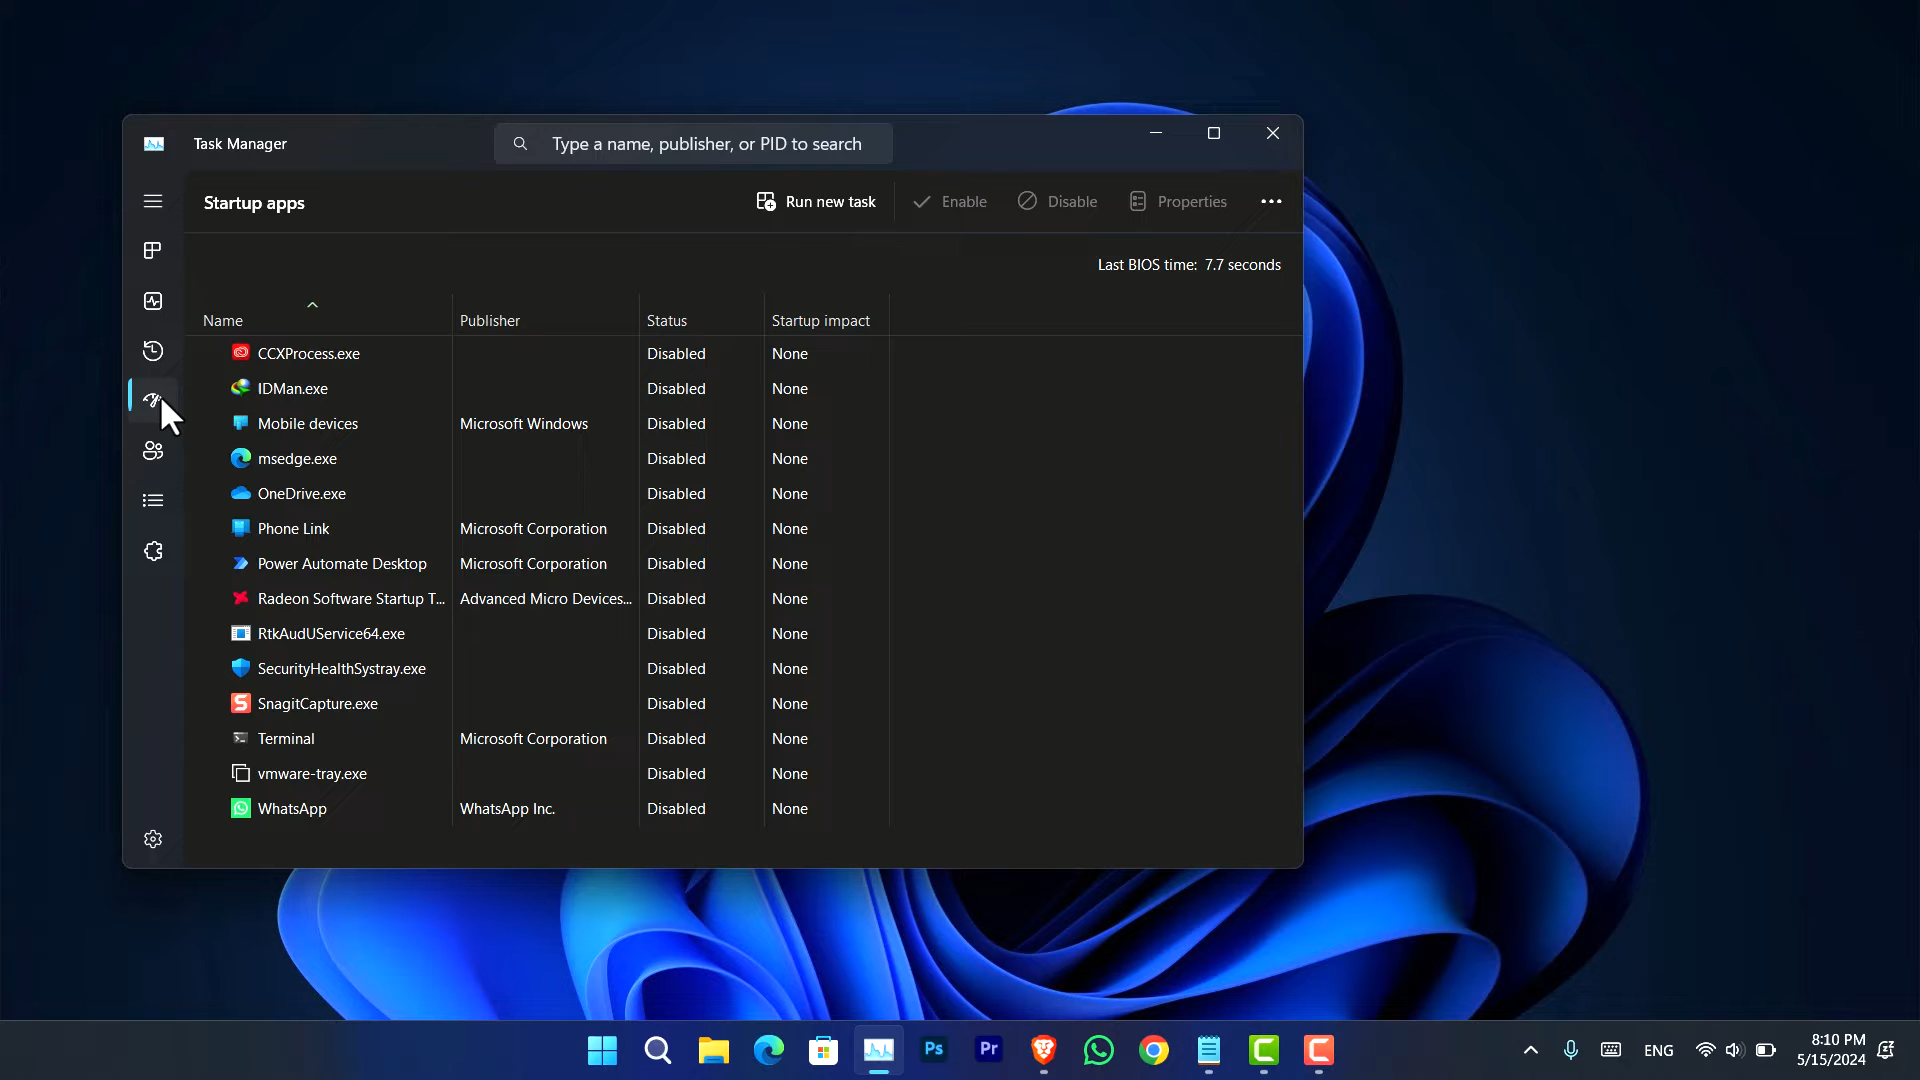 Task Manager
Type a name, publisher, or PID to search
Startup apps
Run new task
Enable
Disable
Properties
Last BIOS time: 7.7 seconds
Name Publisher Status Startup impact
CCXProcess.exe Disabled None
IDMan.exe Disabled None
Mobile devices Microsoft Windows Disabled None
msedge.exe Disabled None
OneDrive.exe Disabled None
Phone Link Microsoft Corporation Disabled None
Power Automate Desktop Microsoft Corporation Disabled None
Radeon Software Startup T... Advanced Micro Devices... Disabled None
RtkAudUService64.exe Disabled None
SecurityHealthSystray.exe Disabled None
SnagitCapture.exe Disabled None
Terminal Microsoft Corporation Disabled None
vmware-tray.exe Disabled None
WhatsApp WhatsApp Inc. Disabled None
Ps
Pr
ENG
8:10 PM
5/15/2024